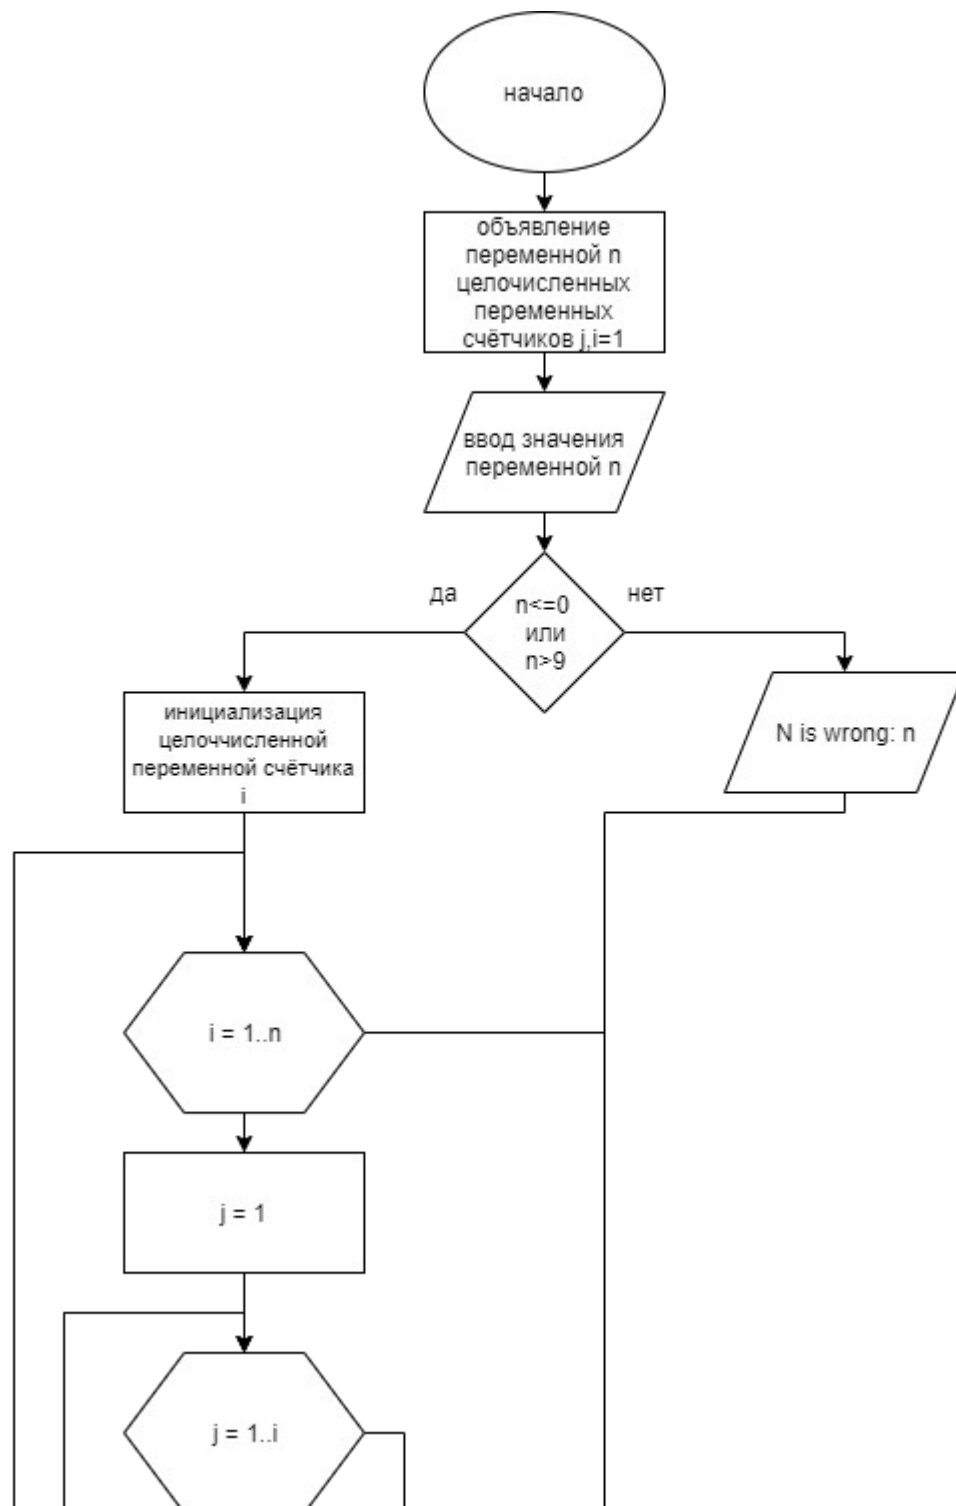 начало
объявление
переменной n
целочисленных
переменных
счётчиков j,i=1
ввод значения
переменной n
да
нет
n<=0
или
n>9
инициализация
целоччисленной
переменной счётчика
i
N is wrong: n
i = 1..n
j = 1
j = 1..i